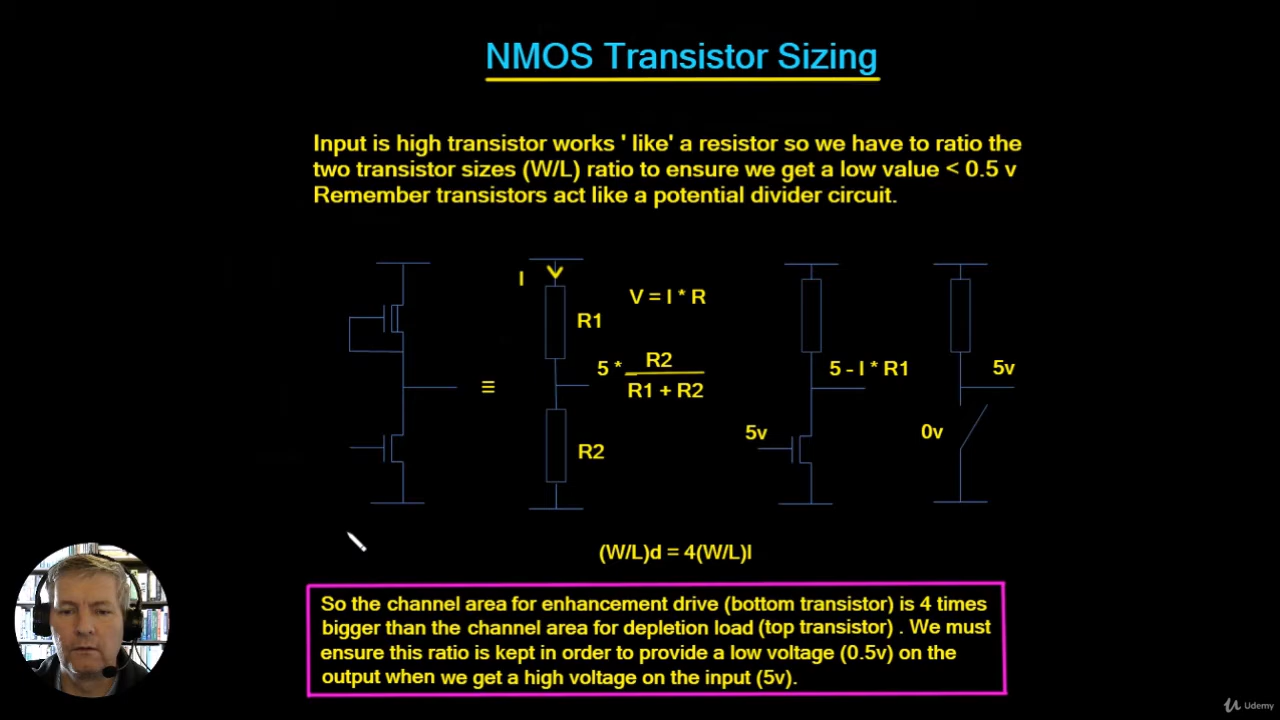 NMOS Transistor Sizing
Input is high transistor works ' like' a resistor so we have to ratio the
two transistor sizes (W/L) ratio to ensure we get a low value < 0.5 v
Remember transistors act like a potential divider circuit.
I
V = I * R
R1
5 * R2
R1 + R2
5 - I * R1
5v
5v
0v
R2
(W/L)d = 4(W/L)l
So the channel area for enhancement drive (bottom transistor) is 4 times
bigger than the channel area for depletion load (top transistor) . We must
ensure this ratio is kept in order to provide a low voltage (0.5v) on the
output when we get a high voltage on the input (5v).
Udemy